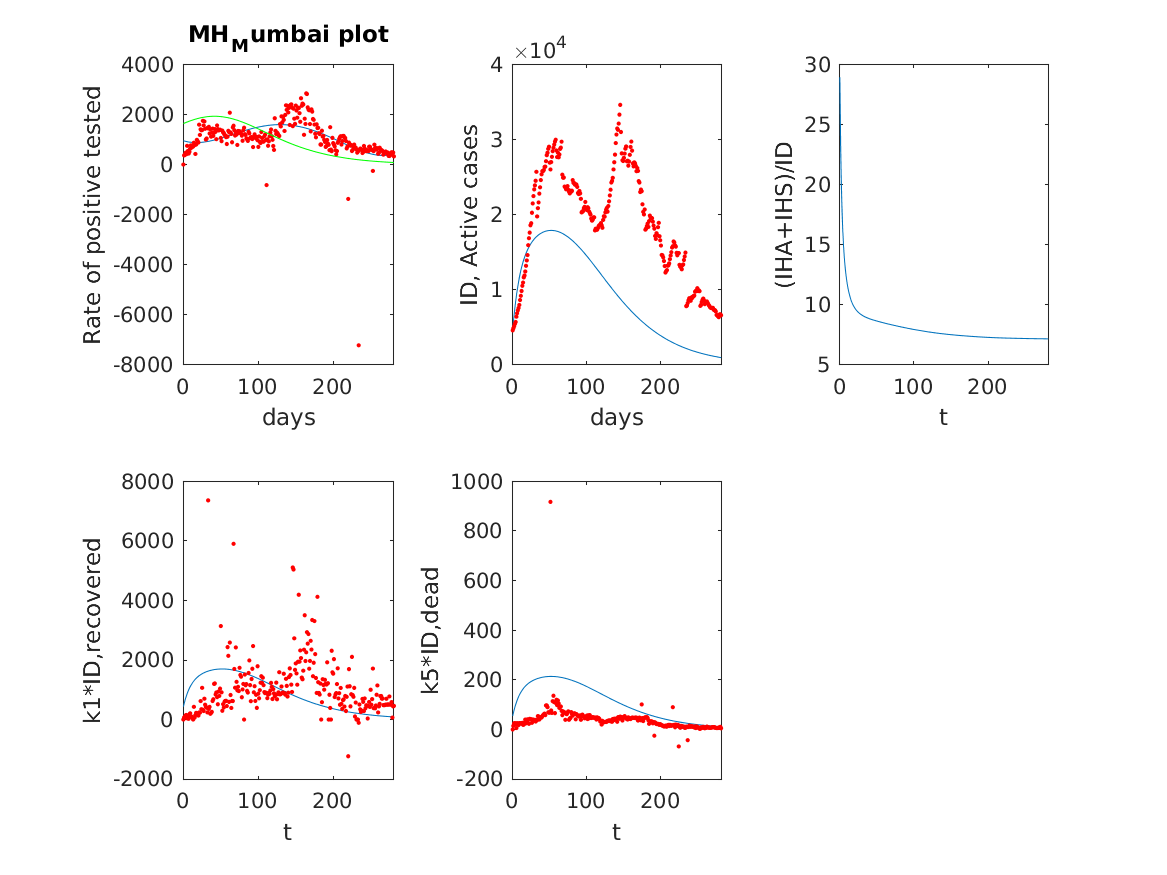 MH_Mumbai plot
4000
2000
0
-2000
-4000
-6000
-8000
0 100 200
Rate of positive tested
days
×10^4
4
3
2
1
0
0 100 200
ID, Active cases
days
30
25
20
15
10
5
0 100 200
(IHA+IHS)/ID
t
8000
6000
4000
2000
0
-2000
0 100 200
k1*ID,recovered
t
1000
800
600
400
200
0
-200
0 100 200
k5*ID,dead
t